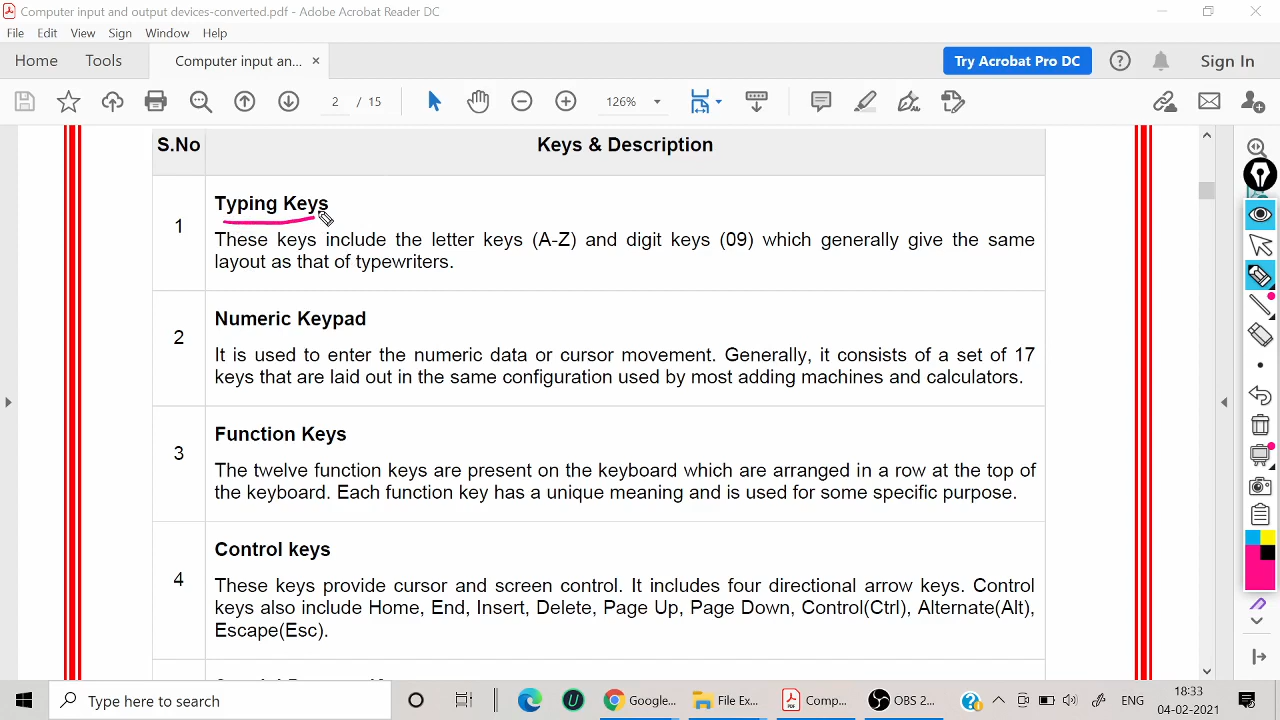 Computer input and output devices-converted.pdf - Adobe Acrobat Reader DC
File Edit View Sign Window Help
Home Tools Computer input an... × Try Acrobat Pro DC Sign In
2 / 15 126%
S.No Keys & Description
1
Typing Keys
These keys include the letter keys (A-Z) and digit keys (09) which generally give the same
layout as that of typewriters.
2
Numeric Keypad
It is used to enter the numeric data or cursor movement. Generally, it consists of a set of 17
keys that are laid out in the same configuration used by most adding machines and calculators.
3
Function Keys
The twelve function keys are present on the keyboard which are arranged in a row at the top of
the keyboard. Each function key has a unique meaning and is used for some specific purpose.
4
Control keys
These keys provide cursor and screen control. It includes four directional arrow keys. Control
keys also include Home, End, Insert, Delete, Page Up, Page Down, Control(Ctrl), Alternate(Alt),
Escape(Esc).
Type here to search Google... File Ex... Comp... OBS 2... ENG 18:33
04-02-2021